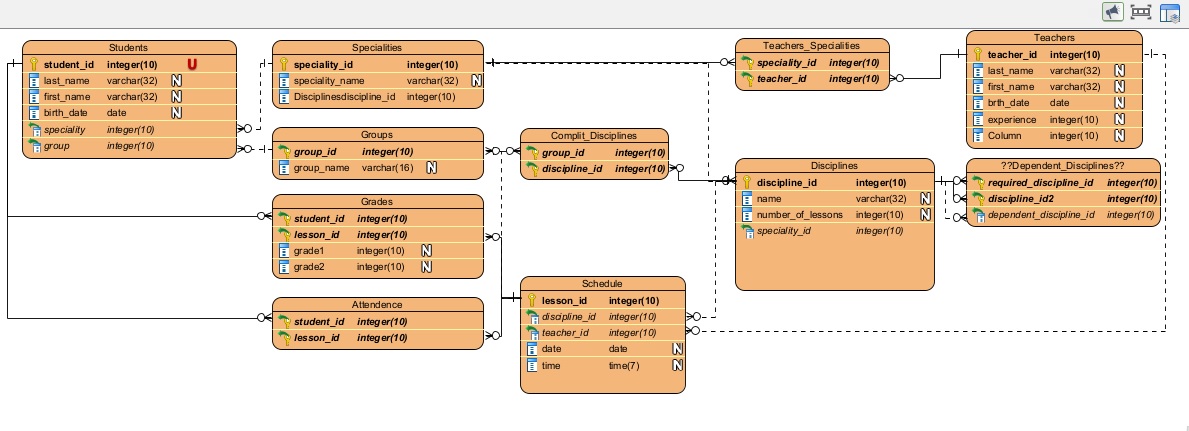 Students
student_id integer(10) U
last_name varchar(32) N
first_name varchar(32) N
birth_date date N
speciality integer(10)
group integer(10)
Specialities
speciality_id integer(10)
speciality_name varchar(32) N
Disciplinesdiscipline_id integer(10)
Groups
group_id integer(10)
group_name varchar(16) N
Grades
student_id integer(10)
lesson_id integer(10)
grade1 integer(10) N
grade2 integer(10) N
Attendence
student_id integer(10)
lesson_id integer(10)
Complit_Disciplines
group_id integer(10)
discipline_id integer(10)
Schedule
lesson_id integer(10)
discipline_id integer(10)
teacher_id integer(10)
date date N
time time(7) N
Teachers_Specialities
speciality_id integer(10)
teacher_id integer(10)
Disciplines
discipline_id integer(10)
name varchar(32) N
number_of_lessons integer(10) N
speciality_id integer(10)
Teachers
teacher_id integer(10)
last_name varchar(32) N
first_name varchar(32) N
brth_date date N
experience integer(10) N
Column integer(10) N
??Dependent_Disciplines??
required_discipline_id integer(10)
discipline_id2 integer(10)
dependent_discipline_id integer(10)